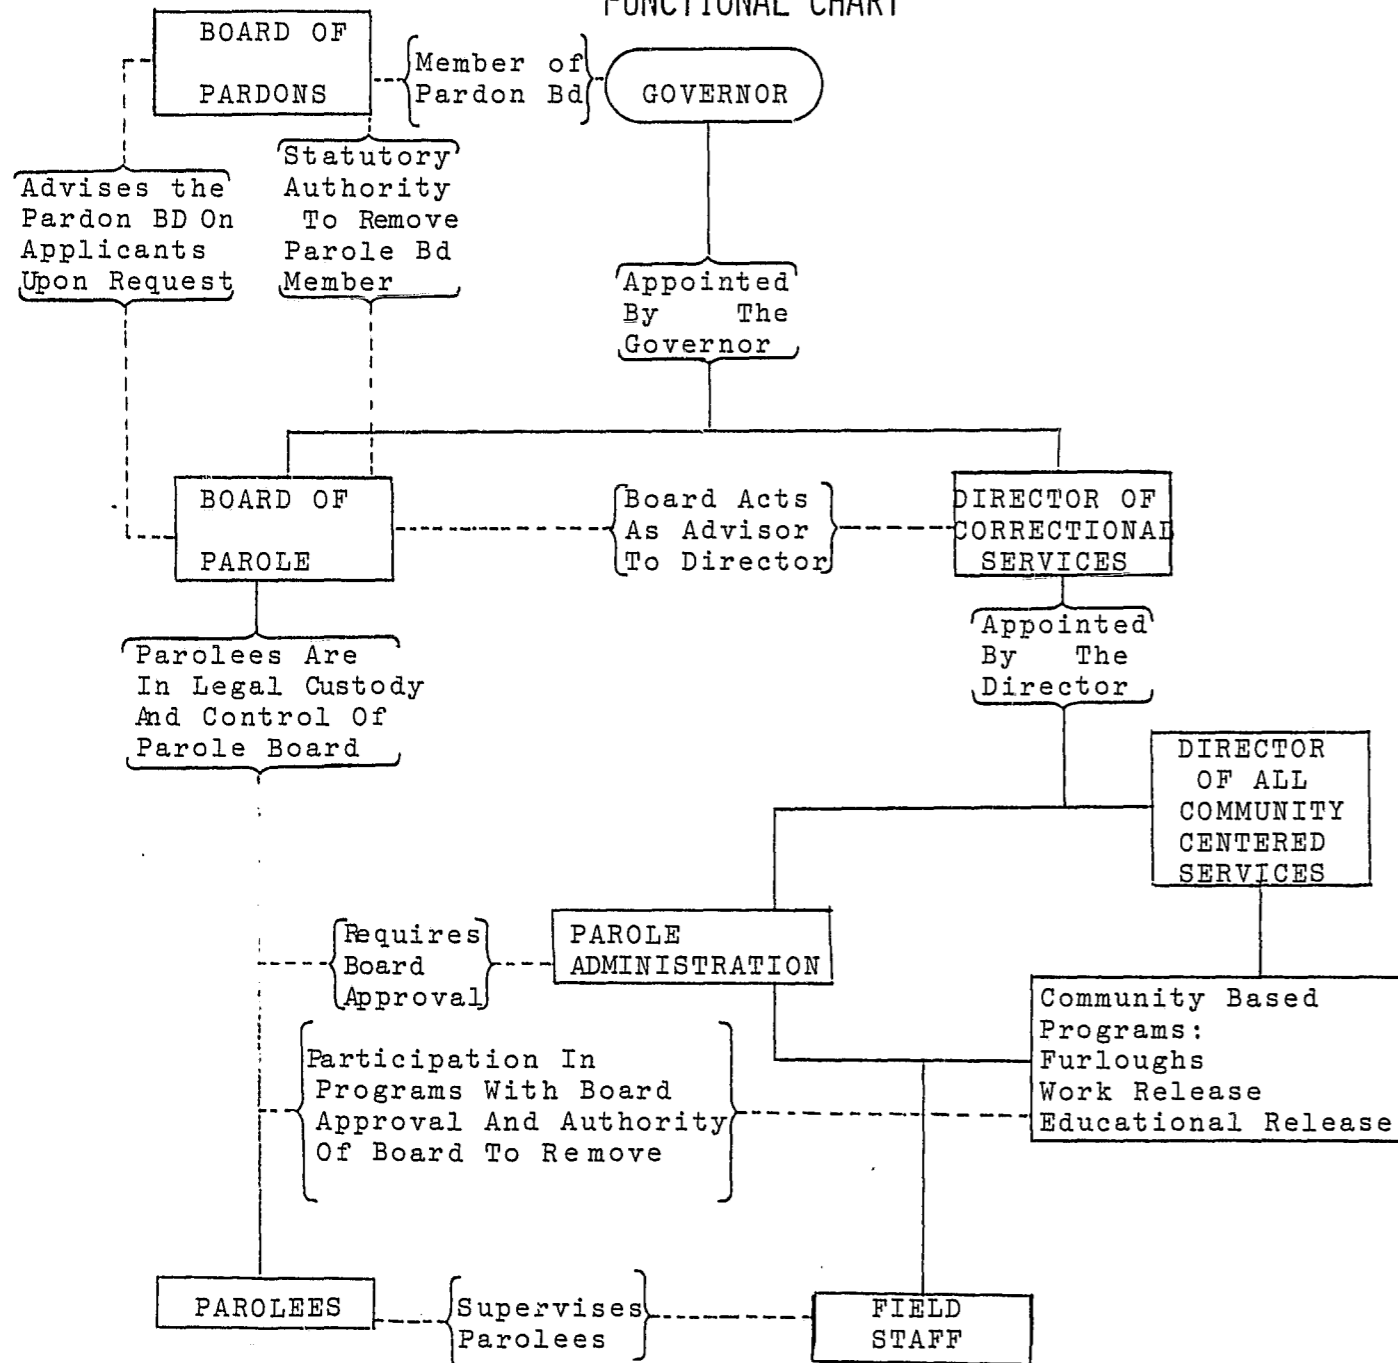 FUNCTIONAL CHART
BOARD OF
PARDONS
Member of
Pardon Bd
GOVERNOR
Statutory
Authority
To Remove
Parole Bd
Member
Advises the
Pardon BD On
Applicants
Upon Request
Appointed
By The
Governor
BOARD OF
PAROLE
Board Acts
As Advisor
To Director
DIRECTOR OF
CORRECTIONAL
SERVICES
Appointed
By The
Director
Parolees Are
In Legal Custody
And Control Of
Parole Board
DIRECTOR
OF ALL
COMMUNITY
CENTERED
SERVICES
Requires
Board
Approval
PAROLE
ADMINISTRATION
Community Based
Programs:
Furloughs
Work Release
Educational Release
Participation In
Programs With Board
Approval And Authority
Of Board To Remove
PAROLEES
Supervises
Parolees
FIELD
STAFF